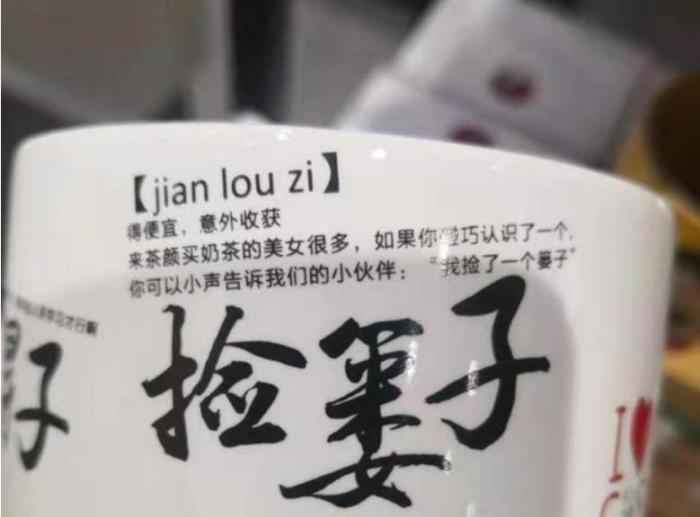 【jian lou zi】
得便宜，意外收获
来茶颜买奶茶的美女很多，如果你碰巧认识了一个，
你可以小声告诉我们的小伙伴：“我捡了一个篓子”
捡篓子
子
I